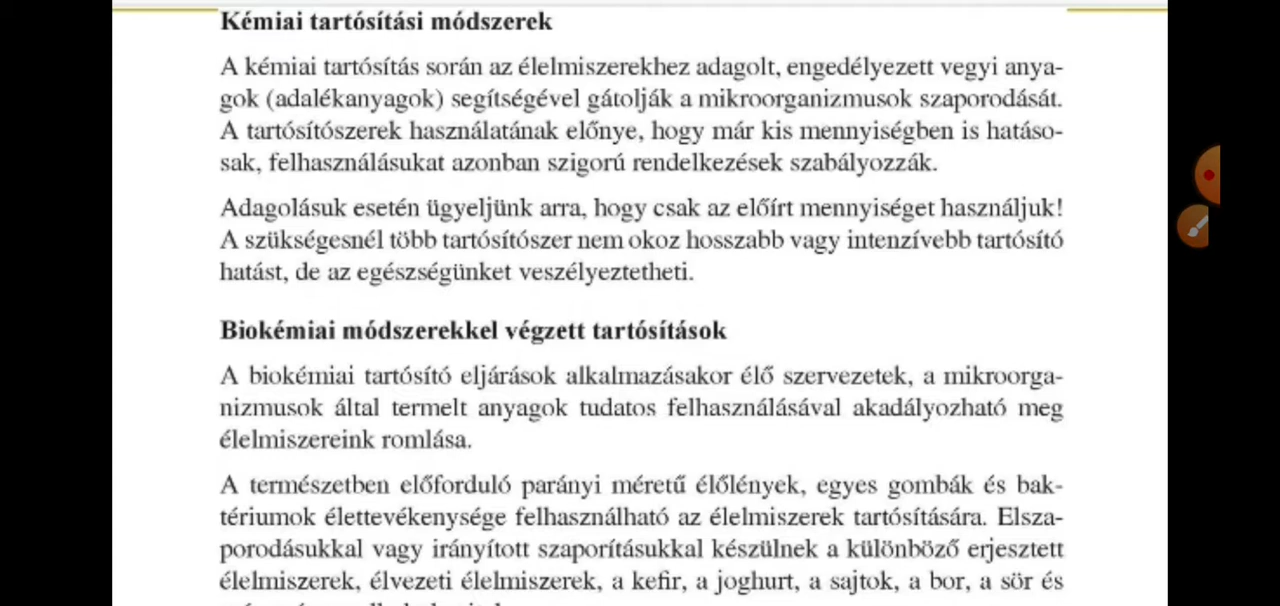 Kémiai tartósítási módszerek
A kémiai tartósítás során az élelmiszerekhez adagolt, engedélyezett vegyi anya-
gok (adalékanyagok) segítségével gátolják a mikroorganizmusok szaporodását.
A tartósítószerek használatának előnye, hogy már kis mennyiségben is hatáso-
sak, felhasználásukat azonban szigorú rendelkezések szabályozzák.
Adagolásuk esetén ügyeljünk arra, hogy csak az előírt mennyiséget használjuk!
A szükségesnél több tartósítószer nem okoz hosszabb vagy intenzívebb tartósító
hatást, de az egészségünket veszélyeztetheti.
Biokémiai módszerekkel végzett tartósítások
A biokémiai tartósító eljárások alkalmazásakor élő szervezetek, a mikroorga-
nizmusok által termelt anyagok tudatos felhasználásával akadályozható meg
élelmiszereink romlása.
A természetben előforduló parányi méretű élőlények, egyes gombák és bak-
tériumok élettevékenysége felhasználható az élelmiszerek tartósítására. Elsza-
porodásukkal vagy irányított szaporításukkal készülnek a különböző erjesztett
élelmiszerek, élvezeti élelmiszerek, a kefir, a joghurt, a sajtok, a bor, a sör és